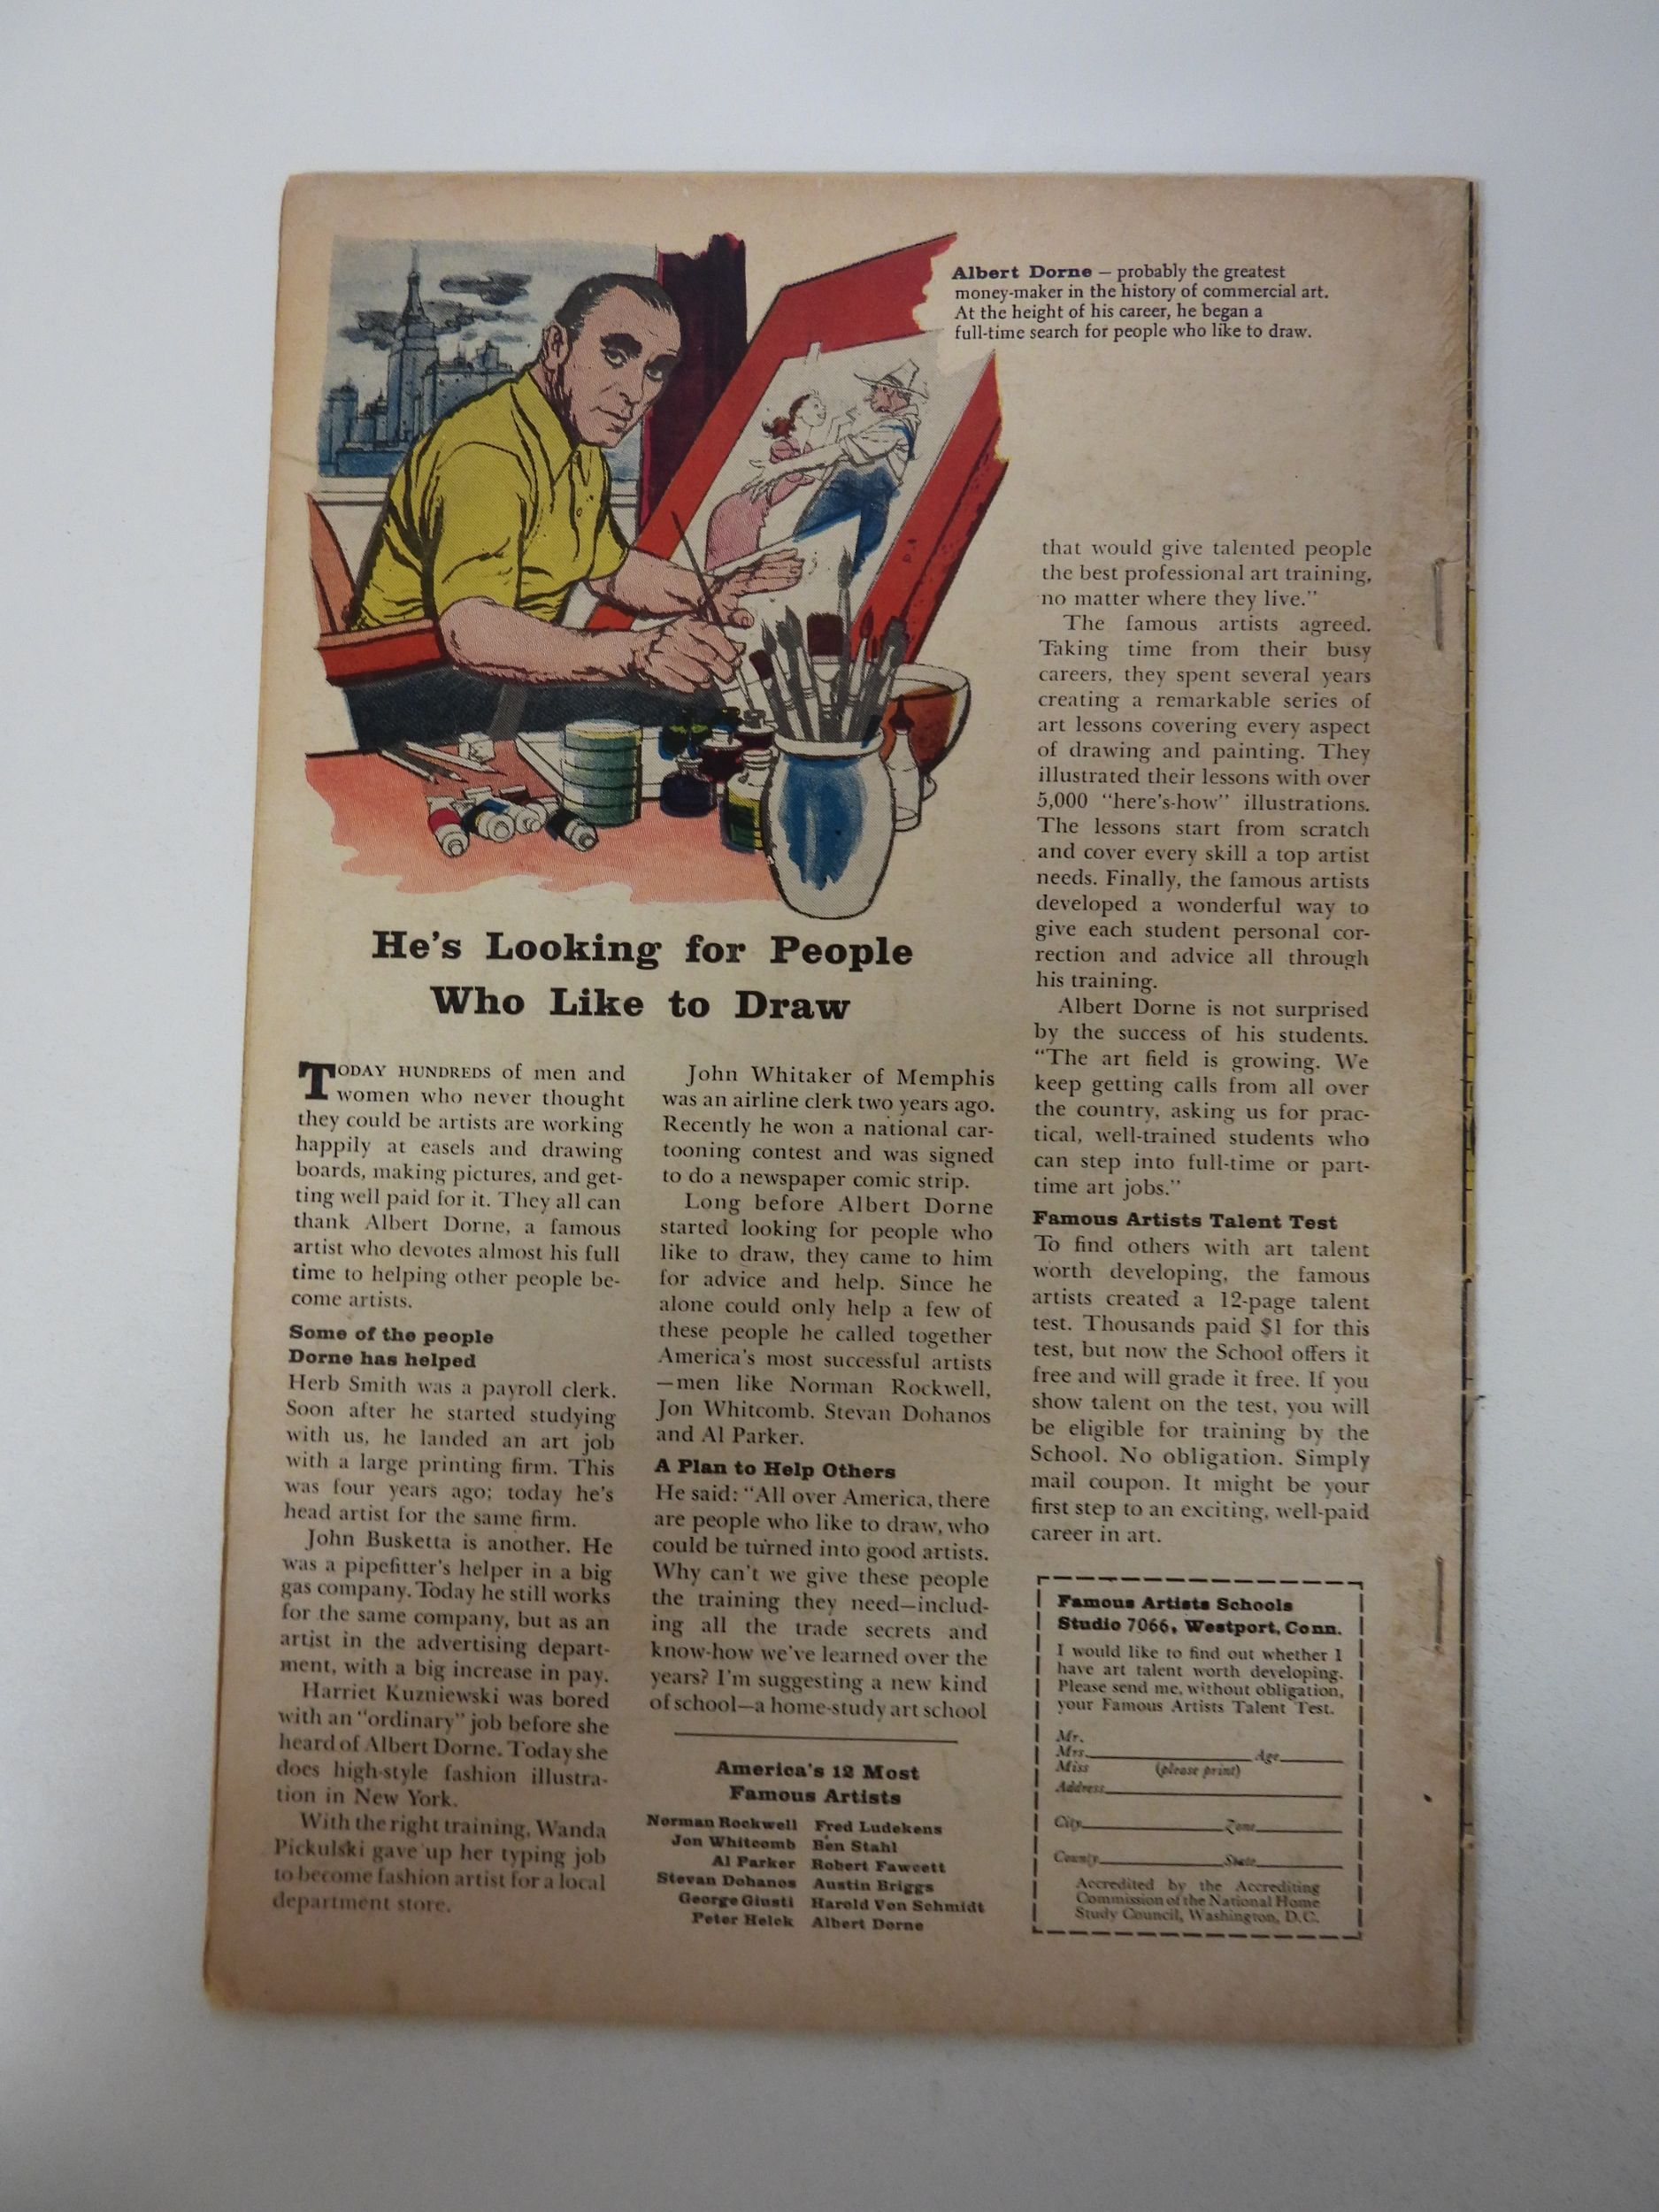 Albert Dorne – probably the greatest
money-maker in the history of commercial art.
At the height of his career, he began a
full-time search for people who like to draw.
He's Looking for People
Who Like to Draw
TODAY HUNDREDS of men and
women who never thought
they could be artists are working
happily at easels and drawing
boards, making pictures, and get-
ting well paid for it. They all can
thank Albert Dorne, a famous
artist who devotes almost his full
time to helping other people be-
come artists.
Some of the people
Dorne has helped
Herb Smith was a payroll clerk.
Soon after he started studying
with us, he landed an art job
with a large printing firm. This
was four years ago; today he's
head artist for the same firm.
John Busketta is another. He
was a pipefitter's helper in a big
gas company. Today he still works
for the same company, but as an
artist in the advertising depart-
ment, with a big increase in pay.
Harriet Kuzniewski was bored
with an "ordinary" job before she
heard of Albert Dorne. Today she
does high-style fashion illustra-
tion in New York.
With the right training, Wanda
Pickulski gave up her typing job
to become fashion artist for a local
department store.
John Whitaker of Memphis
was an airline clerk two years ago.
Recently he won a national car-
tooning contest and was signed
to do a newspaper comic strip.
Long before Albert Dorne
started looking for people who
like to draw, they came to him
for advice and help. Since he
alone could only help a few of
these people he called together
America's most successful artists
—men like Norman Rockwell,
Jon Whitcomb. Stevan Dohanos
and Al Parker.
A Plan to Help Others
He said: "All over America, there
are people who like to draw, who
could be turned into good artists.
Why can't we give these people
the training they need—includ-
ing all the trade secrets and
know-how we've learned over the
years? I'm suggesting a new kind
of school—a home-study art school
America's 12 Most
Famous Artists
Norman Rockwell Fred Ludekens
Jon Whitcomb Ben Stahl
Al Parker Robert Fawcett
Stevan Dohanos Austin Briggs
George Giusti Harold Von Schmidt
Peter Helck Albert Dorne
that would give talented people
the best professional art training,
no matter where they live."
The famous artists agreed.
Taking time from their busy
careers, they spent several years
creating a remarkable series of
art lessons covering every aspect
of drawing and painting. They
illustrated their lessons with over
5,000 "here's-how" illustrations.
The lessons start from scratch
and cover every skill a top artist
needs. Finally, the famous artists
developed a wonderful way to
give each student personal cor-
rection and advice all through
his training.
Albert Dorne is not surprised
by the success of his students.
"The art field is growing. We
keep getting calls from all over
the country, asking us for prac-
tical, well-trained students who
can step into full-time or part-
time art jobs."
Famous Artists Talent Test
To find others with art talent
worth developing, the famous
artists created a 12-page talent
test. Thousands paid $1 for this
test, but now the School offers it
free and will grade it free. If you
show talent on the test, you will
be eligible for training by the
School. No obligation. Simply
mail coupon. It might be your
first step to an exciting, well-paid
career in art.
Famous Artists Schools
Studio 7066, Westport, Conn.
I would like to find out whether I
have art talent worth developing.
Please send me, without obligation,
your Famous Artists Talent Test.
Mr.
Mrs. Age
Miss (please print)
Address
City Zone
County State
Accredited by the Accrediting
Commission of the National Home
Study Council, Washington, D.C.